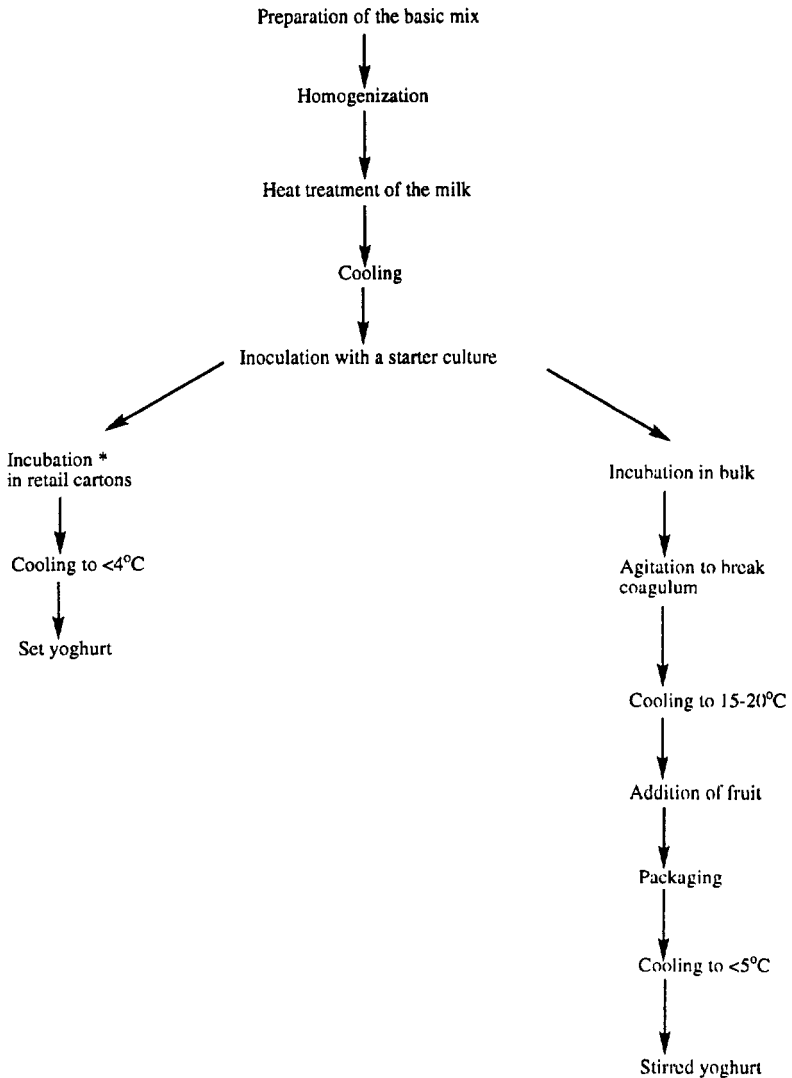 Preparation of the basic mix
Homogenization
Heat treatment of the milk
Cooling
Inoculation with a starter culture
Incubation *
in retail cartons
Cooling to <4°C
Set yoghurt
Incubation in bulk
Agitation to break
coagulum
Cooling to 15-20°C
Addition of fruit
Packaging
Cooling to <5°C
Stirred yoghurt